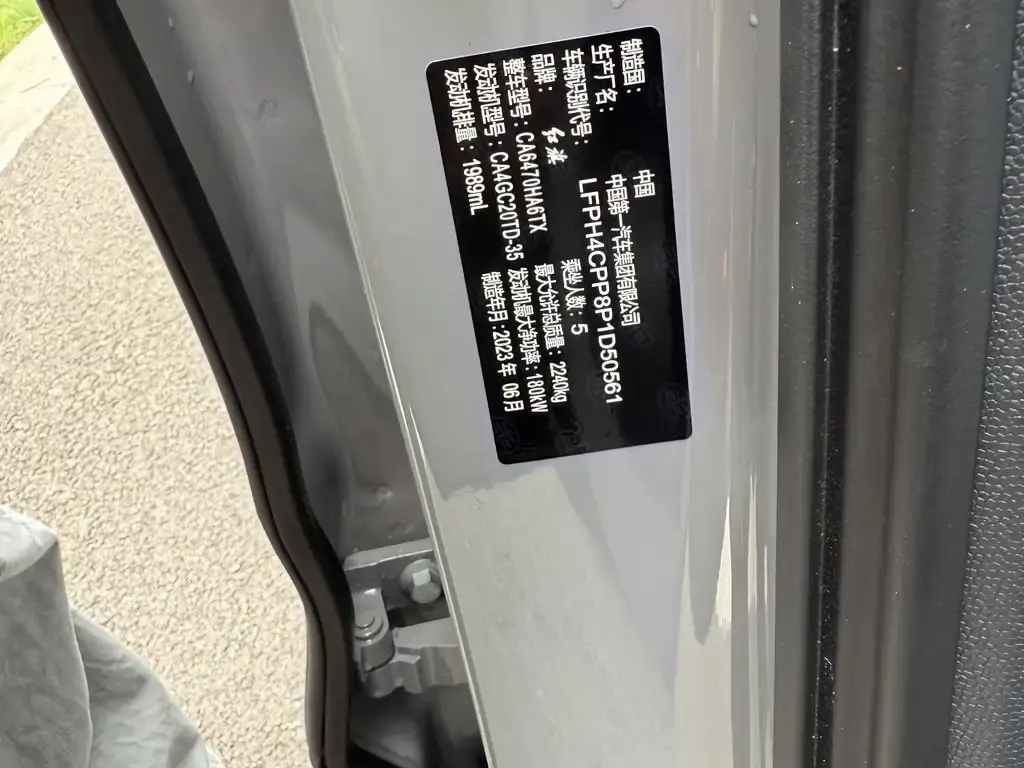 制造国： 中国
生产厂名： 中国第一汽车集团有限公司
车辆识别代号： LFPH4CPP8P1D50561
品牌： 红旗 乘坐人数：5
整车型号：CA6470HA6TX 最大允许总质量：2240kg
发动机型号：CA4GC20TD-35 发动机最大净功率：180kW
发动机排量：1989mL 制造年月：2023年 06月